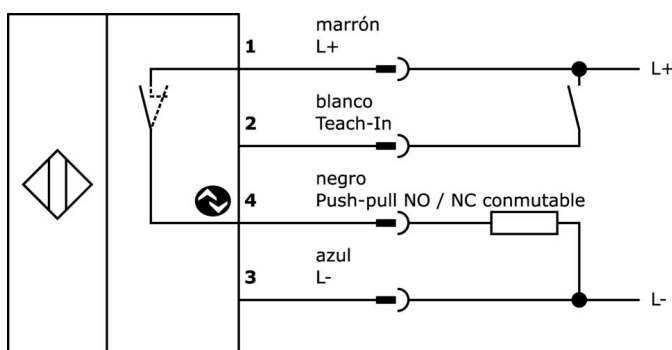 marrón
1 L+
L+
blanco
2 Teach-In
negro
4 Push-pull NO / NC conmutable
azul
3 L-
L-